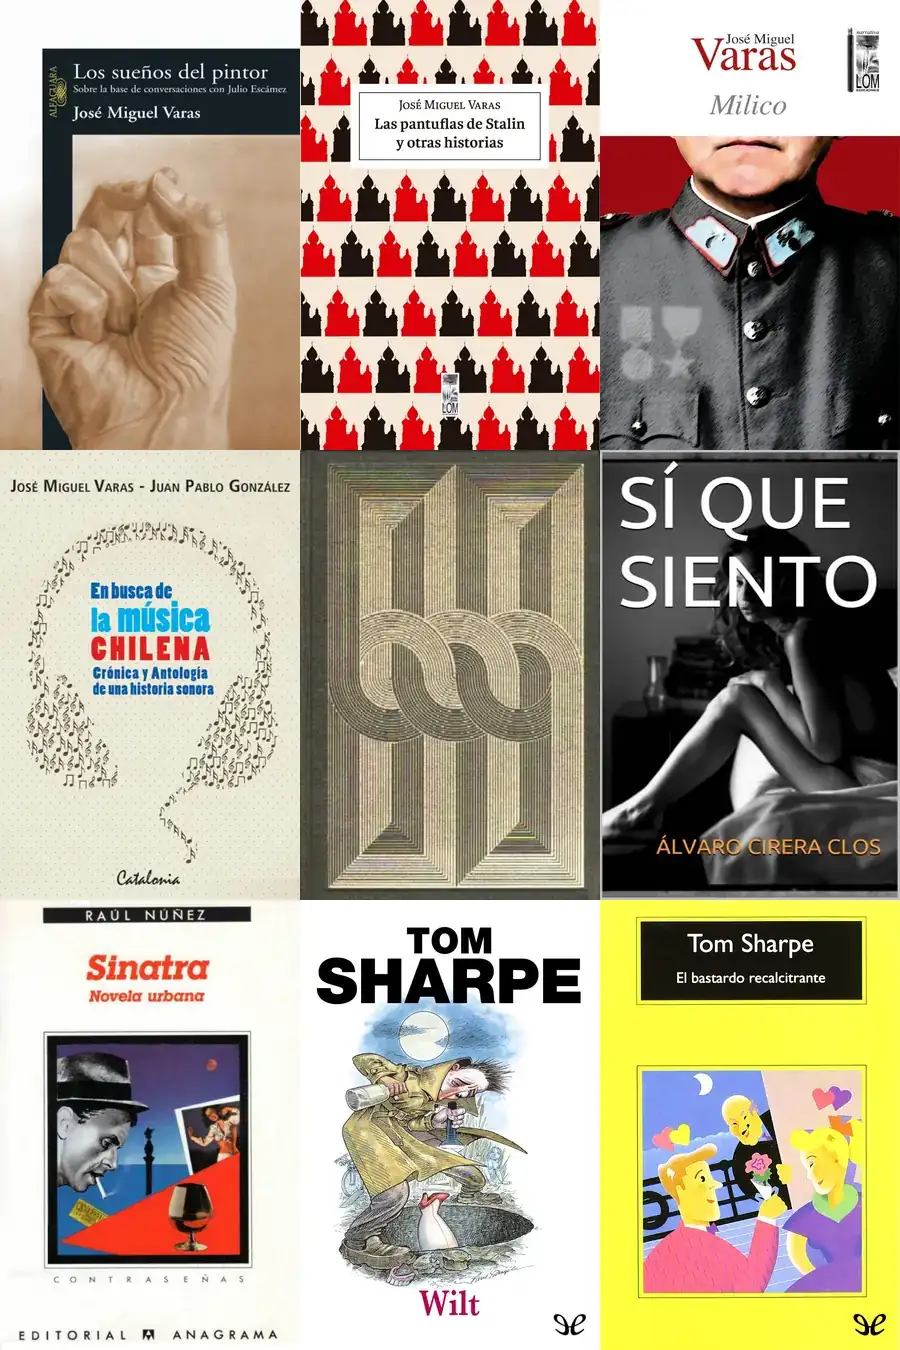 ALFAGUARA
Los sueños del pintor
Sobre la base de conversaciones con Julio Escámez
José Miguel Varas
José Miguel Varas
Las pantuflas de Stalin
y otras historias
LOM
José Miguel
Varas
Milico
narrativa
LOM
EDICIONES
José Miguel Varas - Juan Pablo González
En busca de
la música
CHILENA
Crónica y Antología
de una historia sonora
Catalonia
SÍ QUE
SIENTO
ÁLVARO CIRERA CLOS
RAÚL NÚÑEZ
Sinatra
Novela urbana
CONTRASEÑAS
EDITORIAL ANAGRAMA
TOM
SHARPE
Wilt
Tom Sharpe
El bastardo recalcitrante